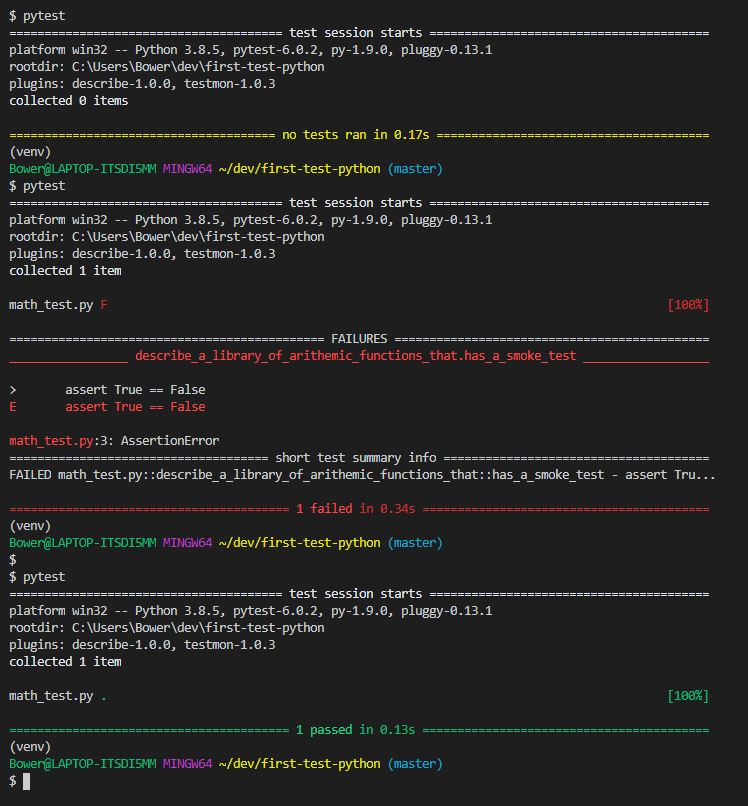 $ pytest
======================================= test session starts ========================================
platform win32 -- Python 3.8.5, pytest-6.0.2, py-1.9.0, pluggy-0.13.1
rootdir: C:\Users\Bower\dev\first-test-python
plugins: describe-1.0.0, testmon-1.0.3
collected 0 items
====================================== no tests ran in 0.17s =======================================
(venv)
Bower@LAPTOP-ITSDI5MM MINGW64 ~/dev/first-test-python (master)
$ pytest
======================================= test session starts ========================================
platform win32 -- Python 3.8.5, pytest-6.0.2, py-1.9.0, pluggy-0.13.1
rootdir: C:\Users\Bower\dev\first-test-python
plugins: describe-1.0.0, testmon-1.0.3
collected 1 item
math_test.py F [100%]
============================================= FAILURES =============================================
_________________ describe_a_library_of_arithemic_functions_that.has_a_smoke_test __________________
> assert True == False
E assert True == False
math_test.py:3: AssertionError
===================================== short test summary info ======================================
FAILED math_test.py::describe_a_library_of_arithemic_functions_that::has_a_smoke_test - assert Tru...
======================================== 1 failed in 0.34s =========================================
(venv)
Bower@LAPTOP-ITSDI5MM MINGW64 ~/dev/first-test-python (master)
$
$ pytest
======================================= test session starts ========================================
platform win32 -- Python 3.8.5, pytest-6.0.2, py-1.9.0, pluggy-0.13.1
rootdir: C:\Users\Bower\dev\first-test-python
plugins: describe-1.0.0, testmon-1.0.3
collected 1 item
math_test.py . [100%]
======================================== 1 passed in 0.13s =========================================
(venv)
Bower@LAPTOP-ITSDI5MM MINGW64 ~/dev/first-test-python (master)
$